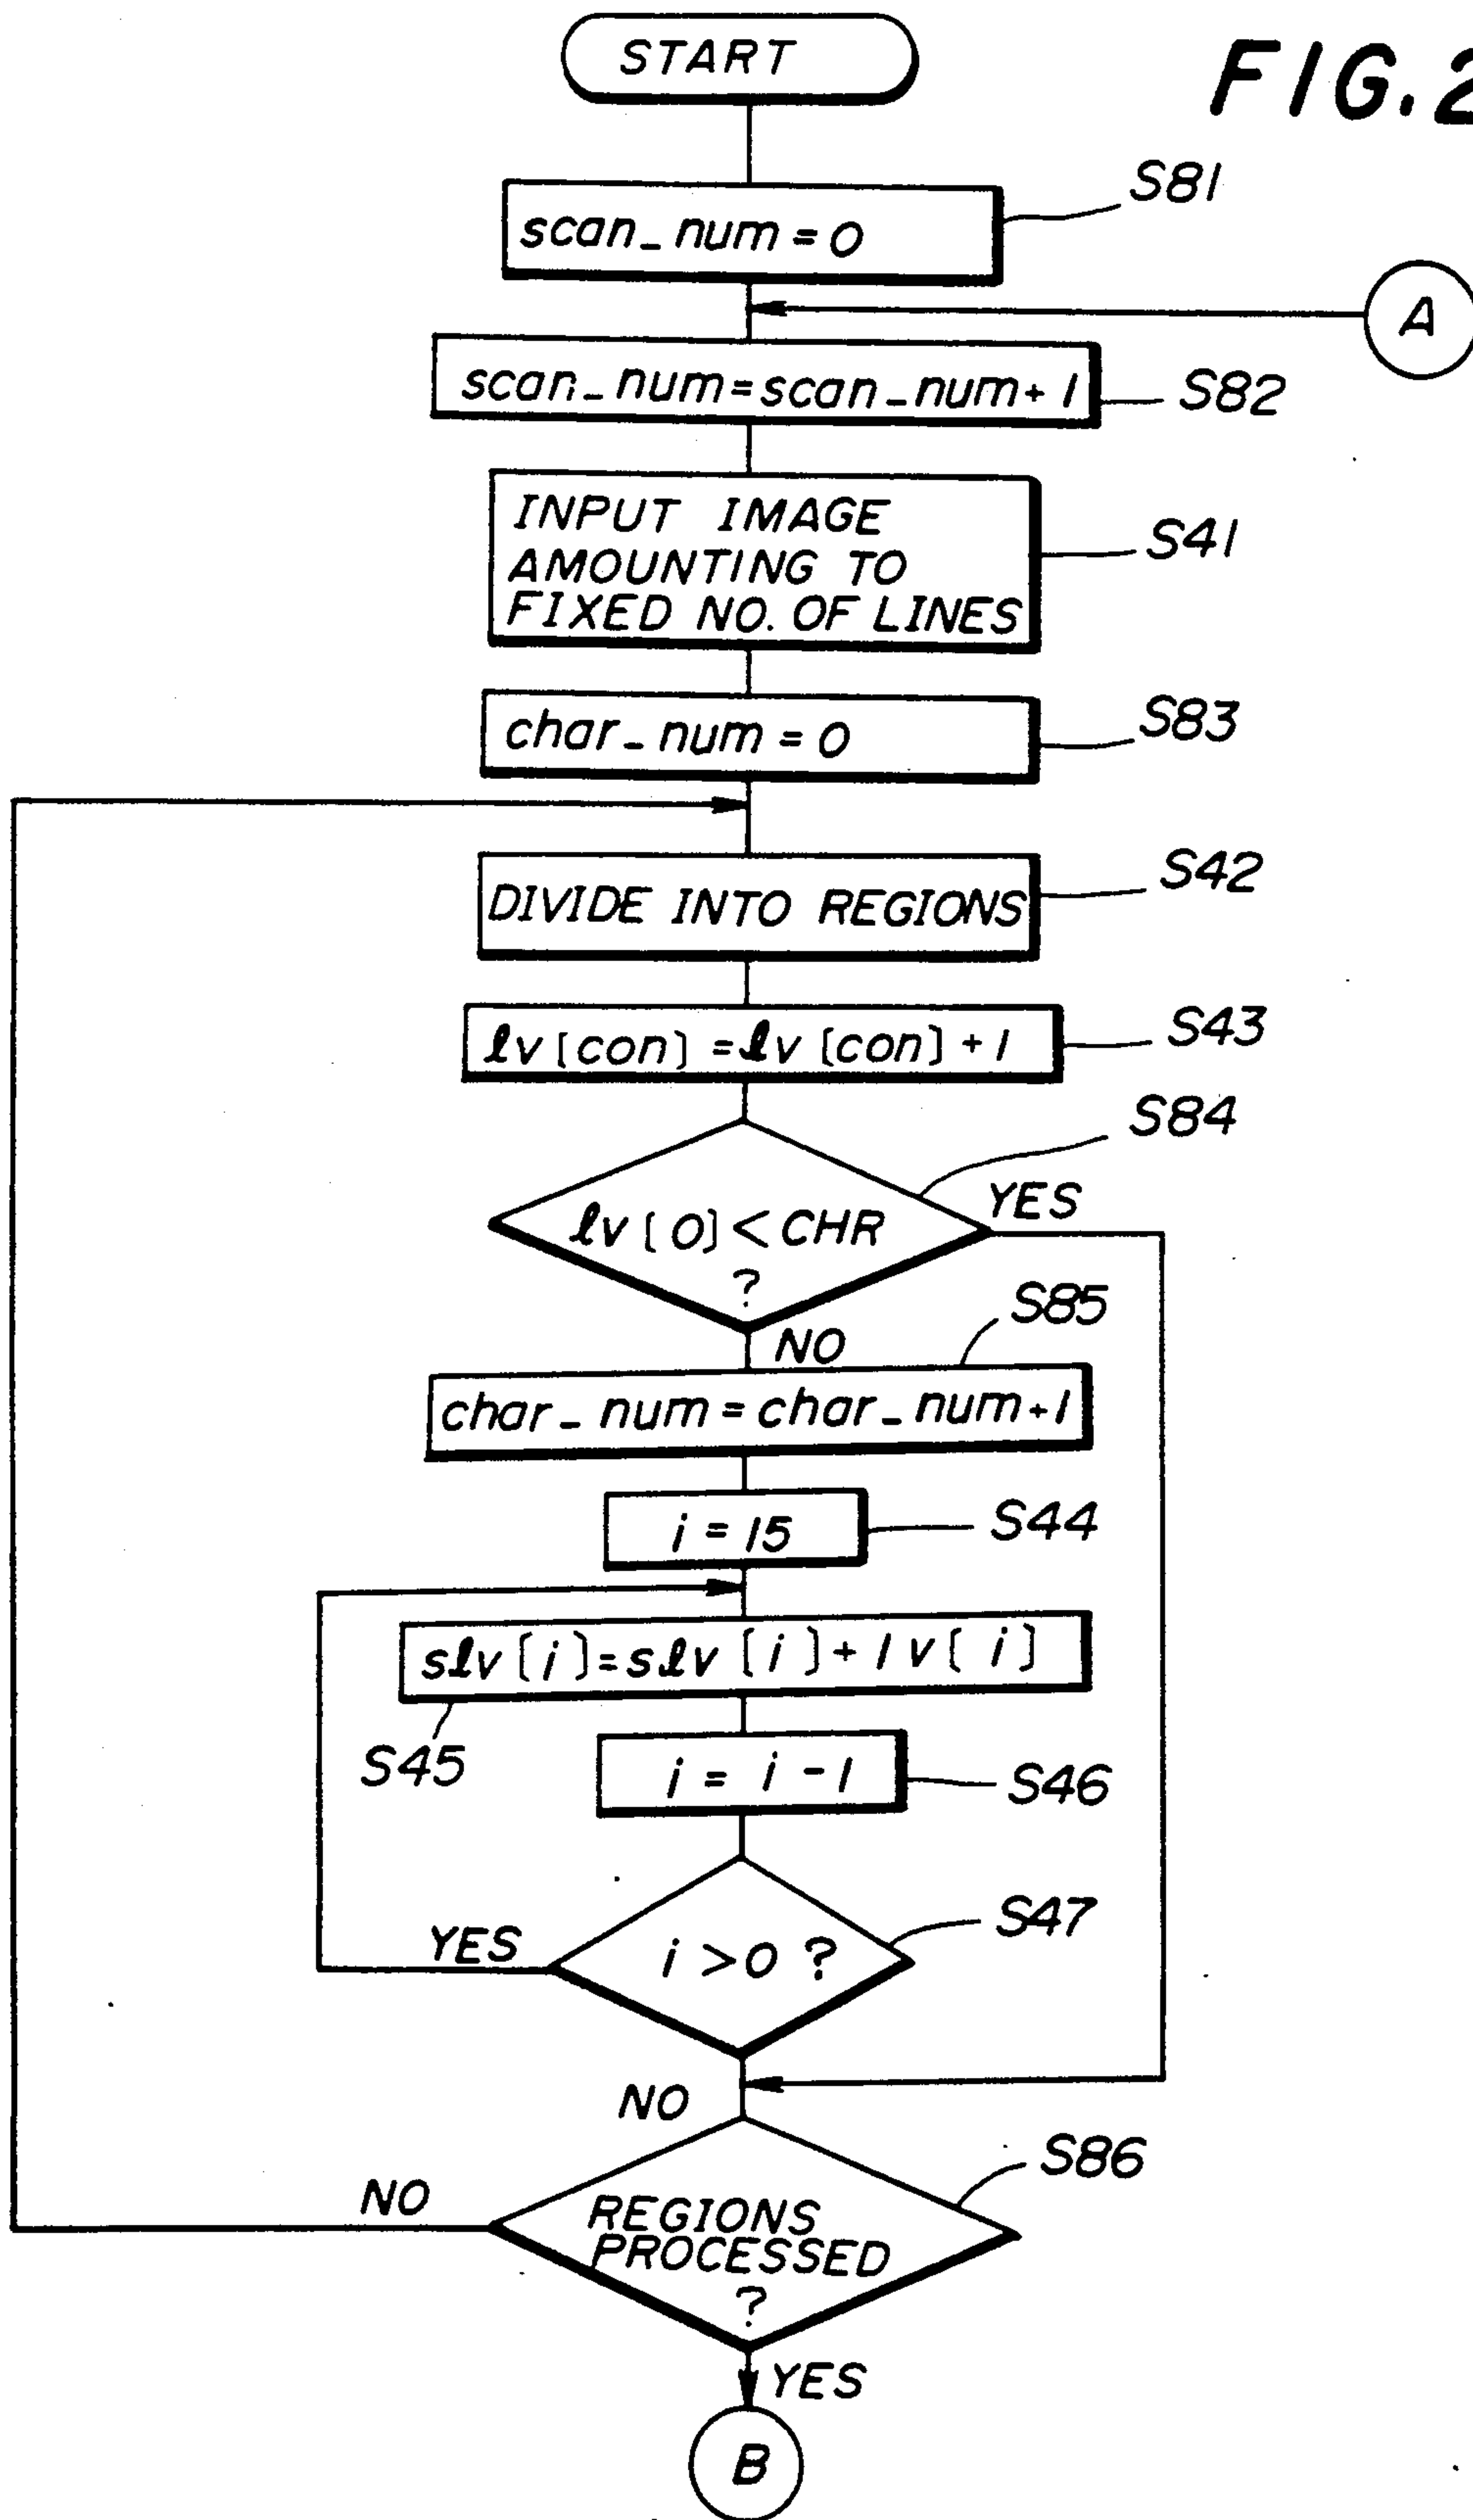 START
FIG.2
scan_num=0
S81
A
scan_num=scan_num+1
S82
INPUT IMAGE
AMOUNTING TO
FIXED NO. OF LINES
S41
char_num=0
S83
DIVIDE INTO REGIONS
S42
lv[con]=lv[con]+1
S43
S84
lv[0]<CHR
?
YES
NO
S85
char_num=char_num+1
i=15
S44
slv[i]=slv[i]+lv[i]
S45
i=i-1
S46
i>0?
S47
YES
NO
S86
REGIONS
PROCESSED
?
NO
YES
B